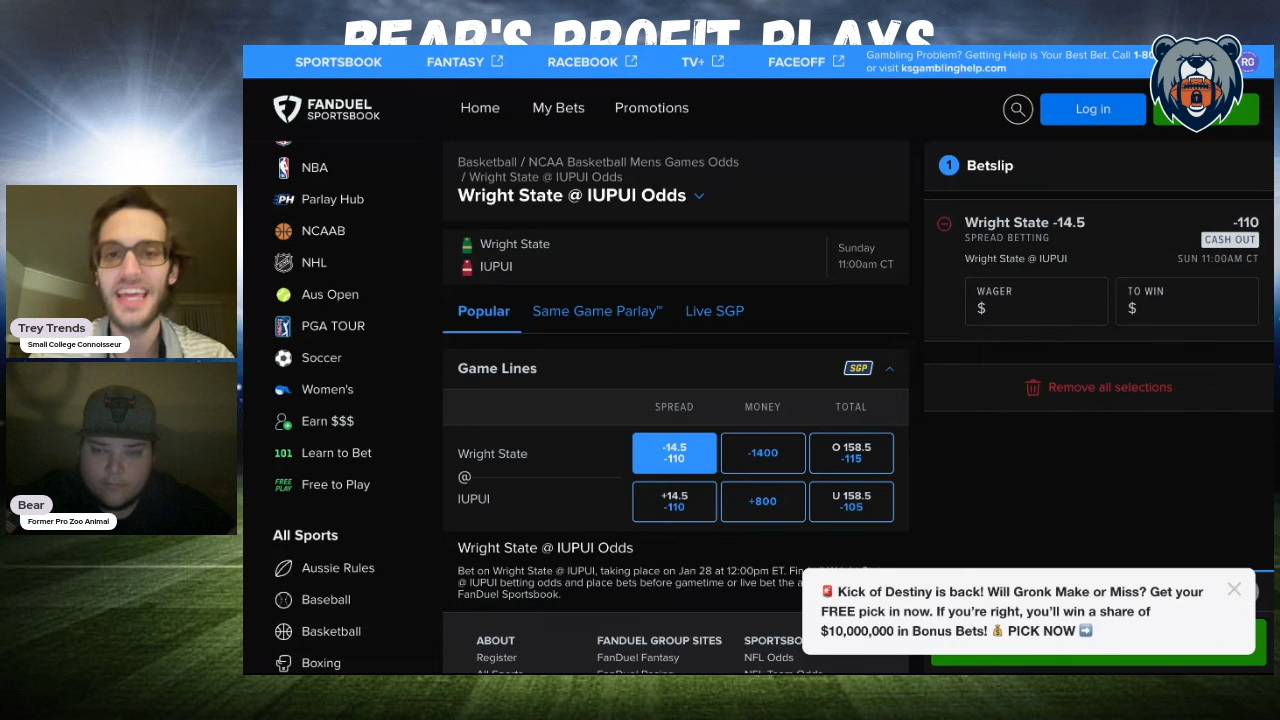 BEAR'S PROFIT PLAYS
SPORTSBOOK
FANTASY
RACEBOOK
TV+
FACEOFF
Gambling Problem? Getting Help is Your Best Bet. Call 1-80
or visit ksgamblinghelp.com
RG
FANDUEL
SPORTSBOOK
Home
My Bets
Promotions
Log in
NBA
PH Parlay Hub
NCAAB
NHL
Aus Open
PGA TOUR
Soccer
Women's
Earn $$$
101 Learn to Bet
FREE PLAY Free to Play
All Sports
Aussie Rules
Baseball
Basketball
Boxing
Basketball / NCAA Basketball Mens Games Odds
/ Wright State @ IUPUI Odds
Wright State @ IUPUI Odds
Wright State
IUPUI
Sunday
11:00am CT
Popular
Same Game Parlay™
Live SGP
Game Lines
SGP
SPREAD
MONEY
TOTAL
Wright State
-14.5
-110
-1400
O 158.5
-115
@
IUPUI
+14.5
-110
+800
U 158.5
-105
Wright State @ IUPUI Odds
Bet on Wright State @ IUPUI, taking place on Jan 28 at 12:00pm ET.
@ IUPUI betting odds and place bets before gametime or live bet the
FanDuel Sportsbook.
ABOUT
Register
FANDUEL GROUP SITES
FanDuel Fantasy
SPORTSBO
NFL Odds
1 Betslip
Wright State -14.5
-110
SPREAD BETTING
CASH OUT
Wright State @ IUPUI
SUN 11:00AM CT
WAGER
$
TO WIN
$
Remove all selections
Kick of Destiny is back! Will Gronk Make or Miss? Get your
FREE pick in now. If you’re right, you’ll win a share of
$10,000,000 in Bonus Bets! 💰 PICK NOW ➡️
Trey Trends
Small College Connoisseur
Bear
Former Pro Zoo Animal